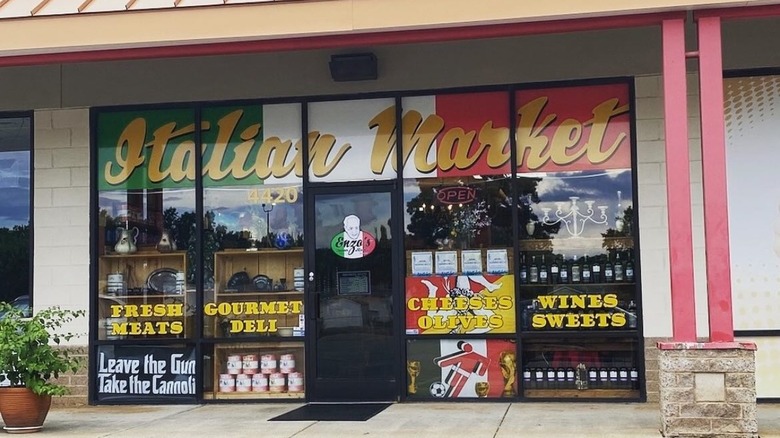 Italian Market
4420
OPEN
Enzo's
FRESH
MEATS
GOURMET
DELI
CHEESES
OLIVES
WINES
SWEETS
Leave the Gun
Take the Cannoli